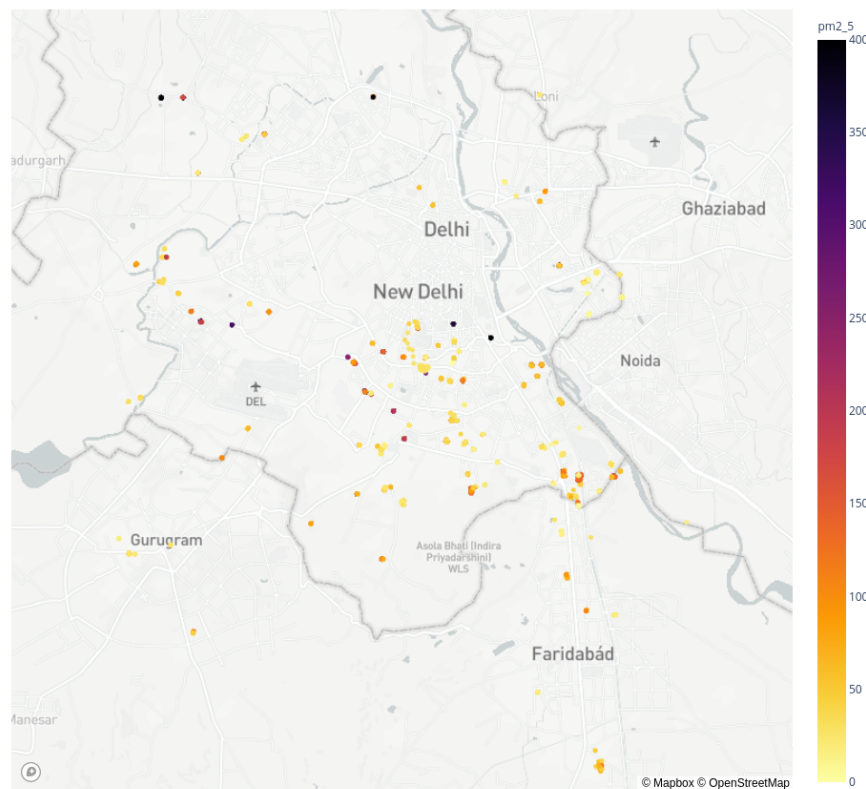 pm2_5
400
Loni
350
adurgarh
Ghaziabad
Delhi
300
New Delhi
250
Noida
DEL
200
150
Gurugram
Asola Bhati (Indira
Priyadarshini)
WLS
100
Faridabád
50
Manesar
0
© Mapbox © OpenStreetMap